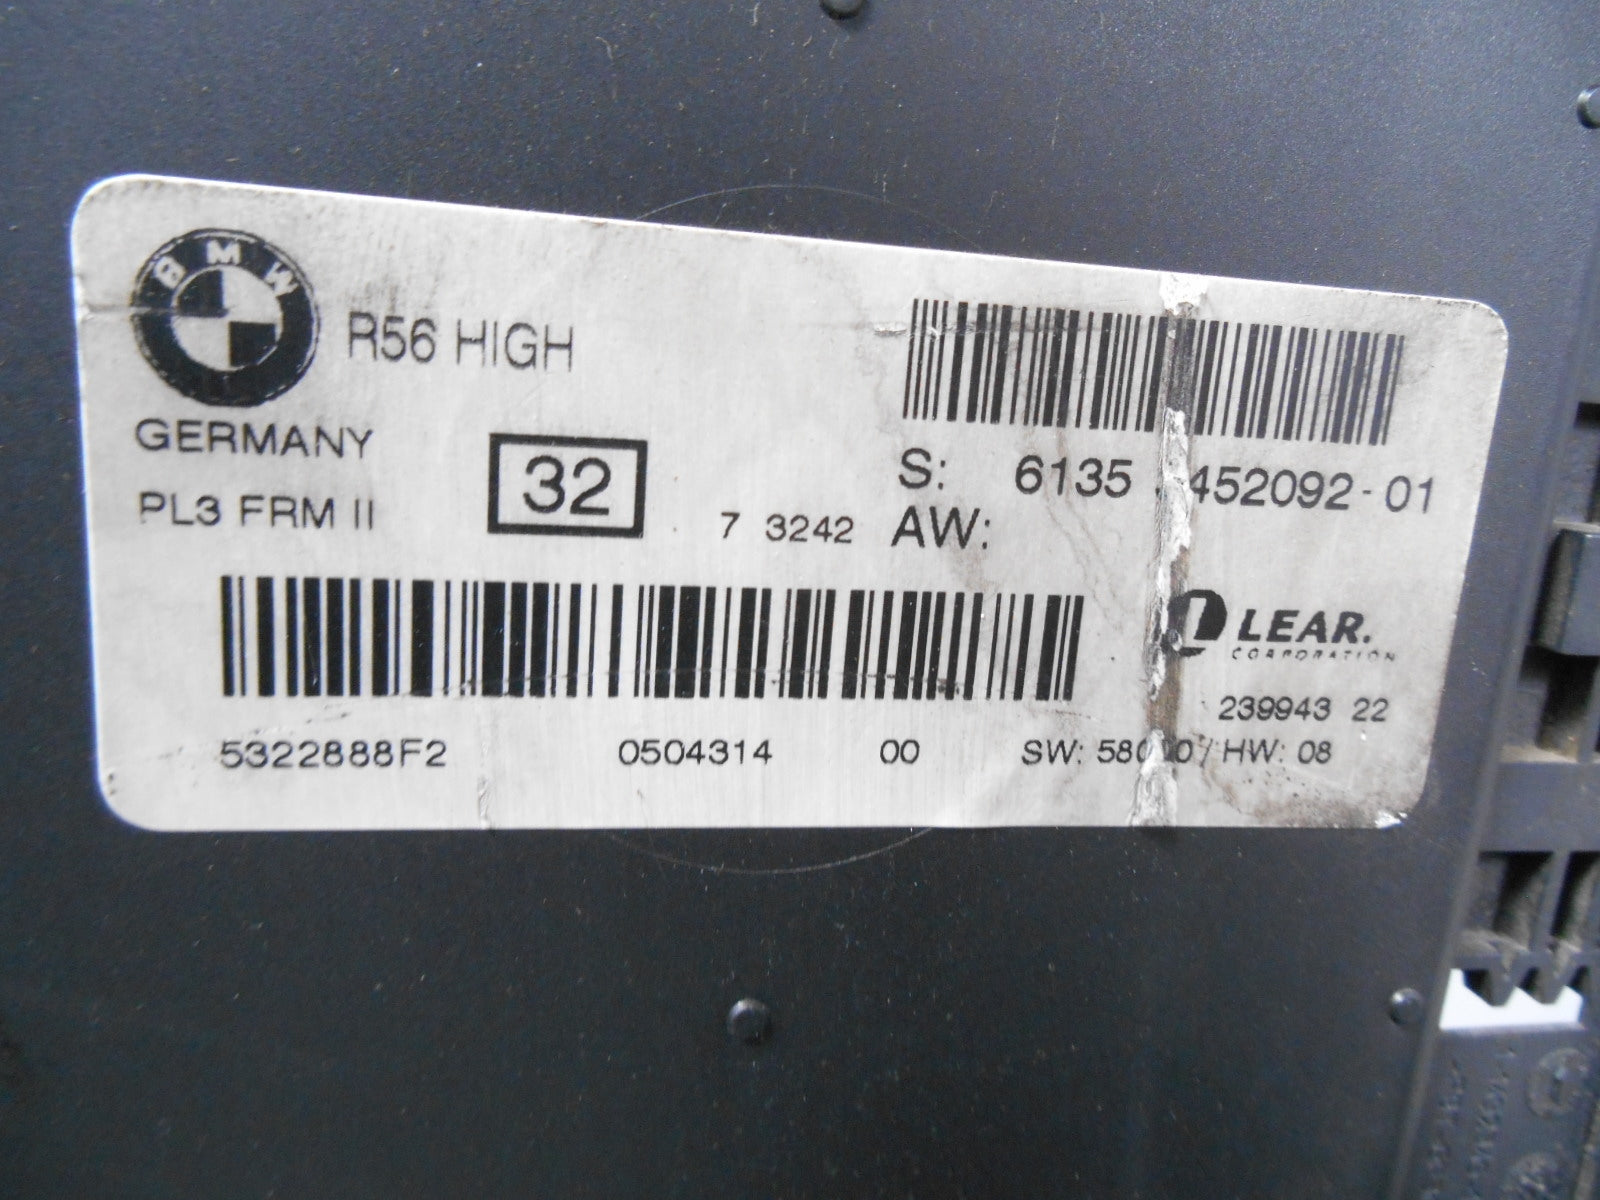 BMW
R56 HIGH
GERMANY
PL3 FRM II
32
7 3242
S: 6135 452092-01
AW:
LEAR.
CORPORATION
239943 22
5322888F2 0504314 00 SW: / HW: 08